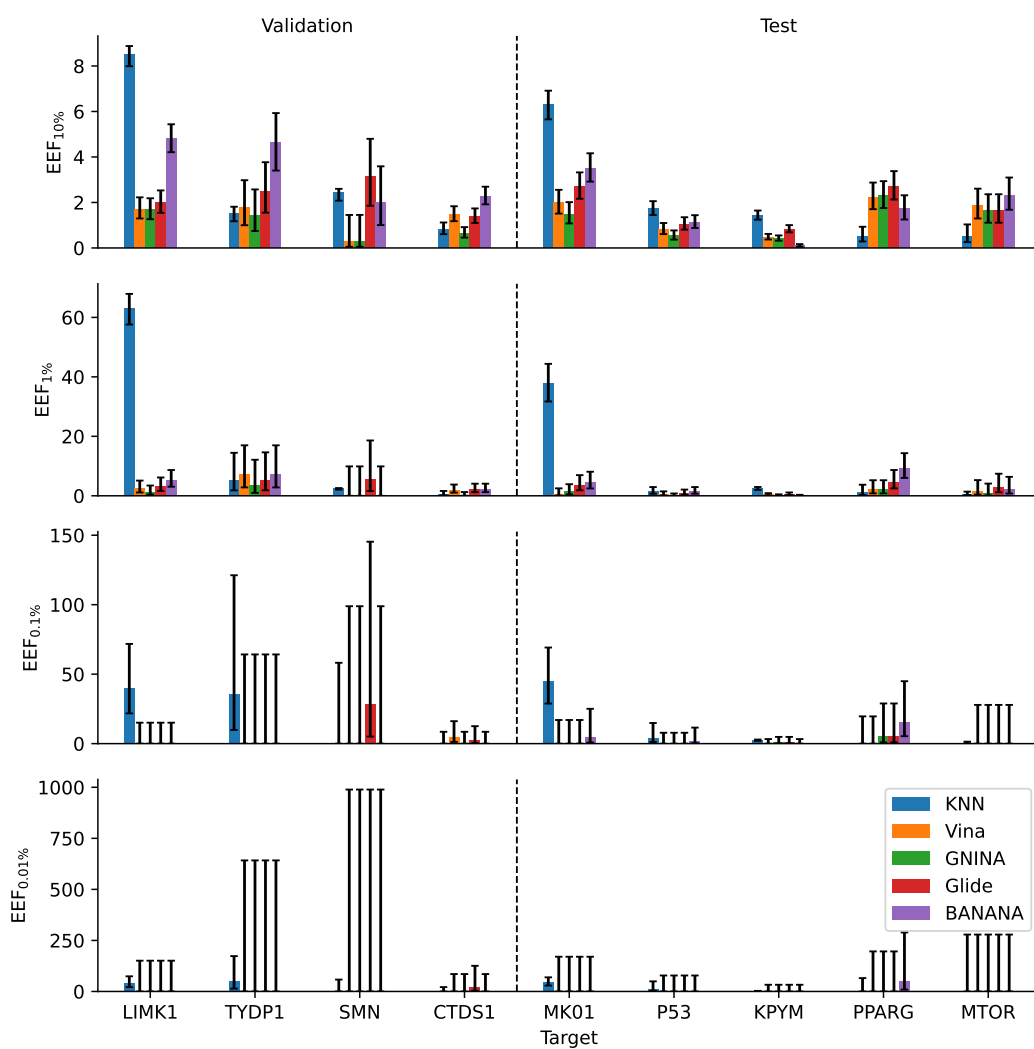 Validation Test
EEF10%
8
6
4
2
0
EEF1%
60
40
20
0
EEF0.1%
150
100
50
0
EEF0.01%
1000
750
500
250
0
KNN
Vina
GNINA
Glide
BANANA
LIMK1 TYDP1 SMN CTDS1 MK01 P53 KPYM PPARG MTOR
Target